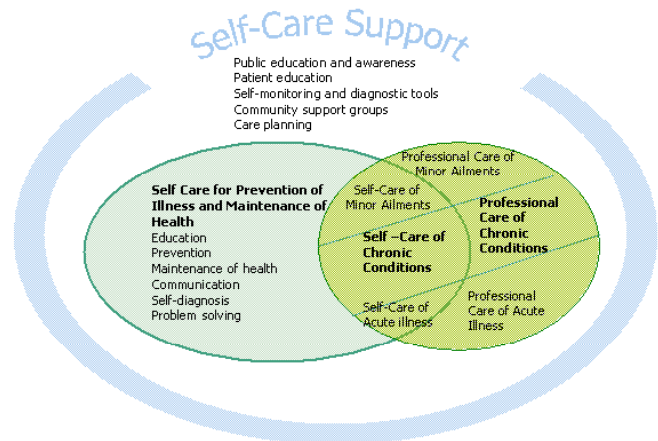 Self-Care Support
Public education and awareness
Patient education
Self-monitoring and diagnostic tools
Community support groups
Care planning
Self Care for Prevention of
Illness and Maintenance of
Health
Education
Prevention
Maintenance of health
Communication
Self-diagnosis
Problem solving
Professional Care of
Minor Ailments
Self-Care of
Minor Ailments
Professional
Care of
Chronic
Conditions
Self –Care of
Chronic
Conditions
Self-Care of
Acute illness
Professional
Care of Acute
Illness